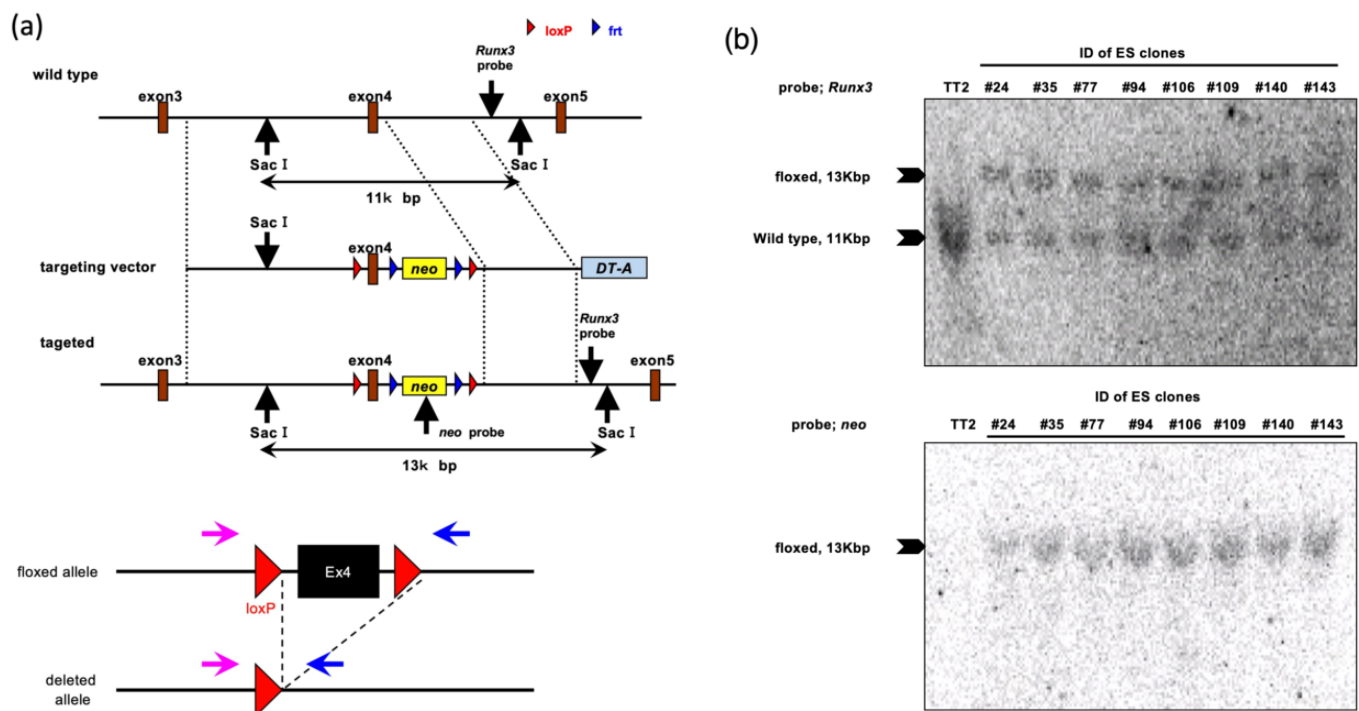 (a)
loxP frt
Runx3
probe
wild type
exon3 exon4 exon5
Sac I Sac I
11k bp
Sac I
exon4
targeting vector
neo
DT-A
Runx3
probe
tageted
exon3 exon4 exon5
neo
Sac I neo probe Sac I
13k bp
floxed allele
Ex4
loxP
deleted
allele
(b)
ID of ES clones
probe; Runx3 TT2 #24 #35 #77 #94 #106 #109 #140 #143
floxed, 13Kbp
Wild type, 11Kbp
ID of ES clones
probe; neo TT2 #24 #35 #77 #94 #106 #109 #140 #143
floxed, 13Kbp